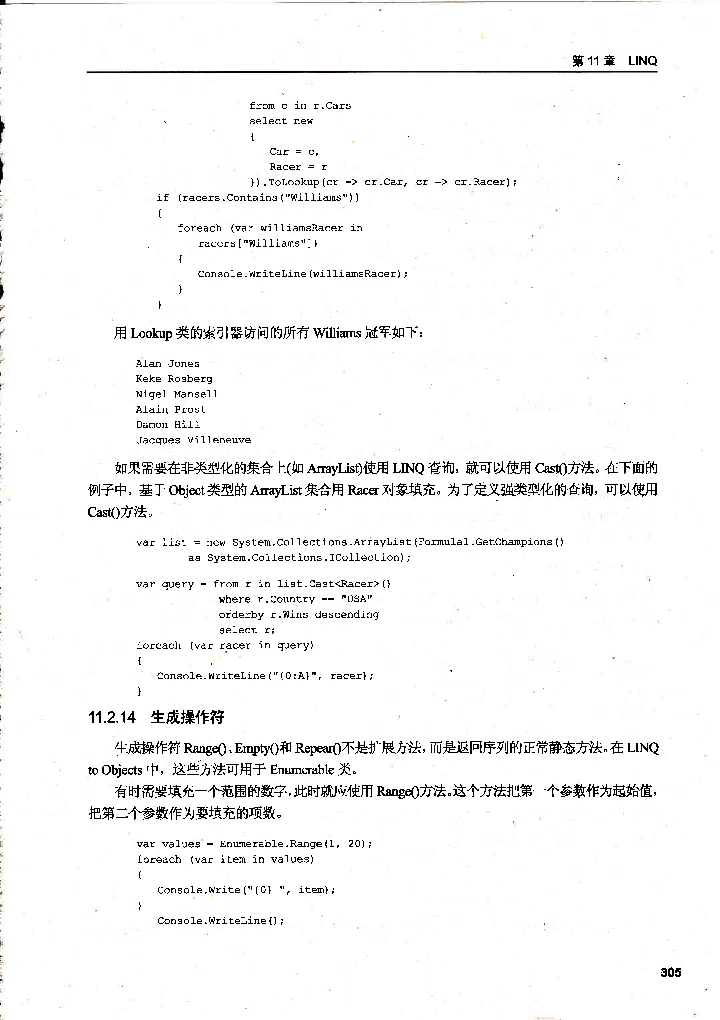 第 11 章 LINQ
from c in r.Cars
select new
{
Car = c,
Racer = r
}).ToLookup(cr => cr.Car, cr => cr.Racer);
if (racers.Contains("Williams"))
{
foreach (var williamsRacer in
racers["Williams"])
{
Console.WriteLine(williamsRacer);
}
}
用 Lookup 类的索引器访问的所有 Williams 冠军如下：
Alan Jones
Keke Rosberg
Nigel Mansell
Alain Prost
Damon Hill
Jacques Villeneuve
如果需要在非类型化的集合上(如 ArrayList)使用 LINQ 查询，就可以使用 Cast()方法。在下面的
例子中，基于 Object 类型的 ArrayList 集合用 Racer 对象填充。为了定义强类型化的查询，可以使用
Cast()方法。
var list = new System.Collections.ArrayList(Formula1.GetChampions()
as System.Collections.ICollection);
var query = from r in list.Cast<Racer>()
where r.Country == "USA"
orderby r.Wins descending
select r;
foreach (var racer in query)
{
Console.WriteLine("{0:A}", racer);
}
11.2.14 生成操作符
生成操作符 Range()、Empty()和 Repear()不是扩展方法，而是返回序列的正常静态方法。在 LINQ
to Objects 中，这些方法可用于 Enumerable 类。
有时需要填充一个范围的数字，此时就应使用 Range()方法。这个方法把第一个参数作为起始值，
把第二个参数作为要填充的项数。
var values = Enumerable.Range(1, 20);
foreach (var item in values)
{
Console.Write("{0} ", item);
}
Console.WriteLine();
305